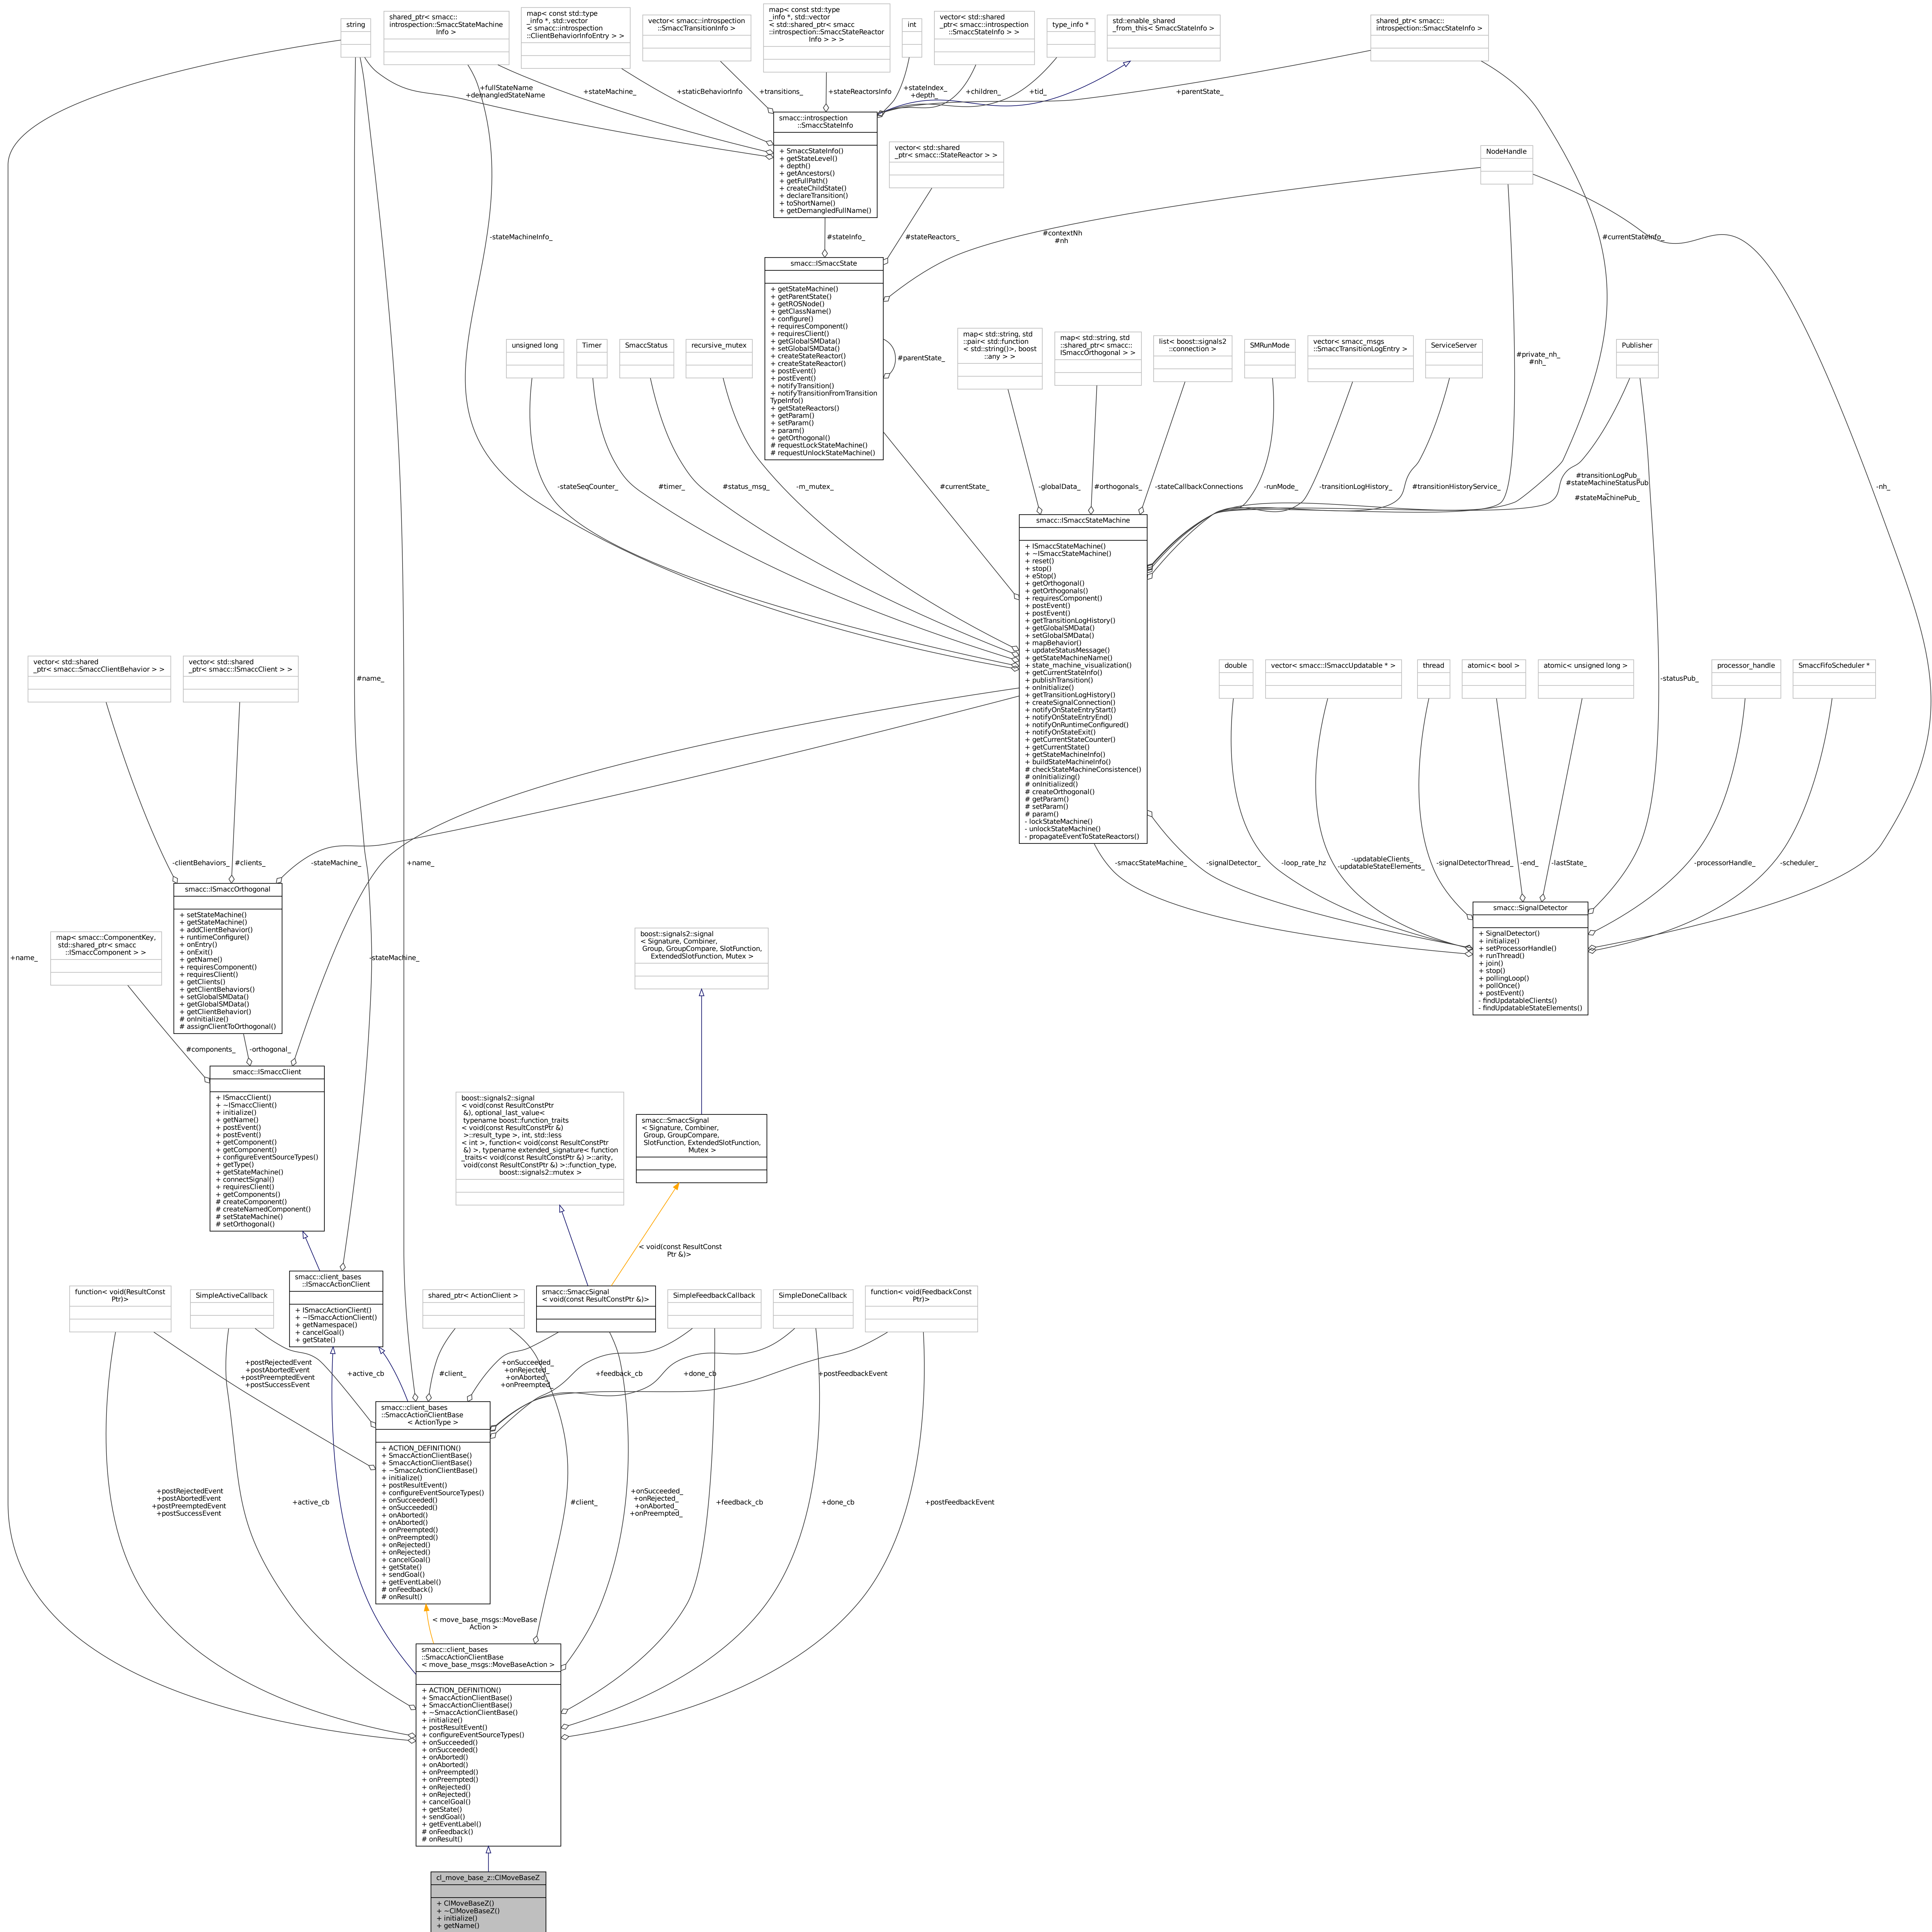 string
shared_ptr< smacc::
introspection::SmaccStateMachine
Info >
map< const std::type
_info *, std::vector
< smacc::introspection
::ClientBehaviorInfoEntry > >
vector< smacc::introspection
::SmaccTransitionInfo >
map< const std::type
_info *, std::vector
< std::shared_ptr< smacc
::introspection::SmaccStateReactor
Info > > >
int
vector< std::shared
_ptr< smacc::introspection
::SmaccStateInfo > >
type_info *
std::enable_shared
_from_this< SmaccStateInfo >
shared_ptr< smacc::
introspection::SmaccStateInfo >
+fullStateName
+demangledStateName
+stateMachine_
+staticBehaviorInfo
+transitions_
+stateReactorsInfo
+stateIndex_
+depth_
+children_
+tid_
+parentState_
smacc::introspection
::SmaccStateInfo
+ SmaccStateInfo()
+ getStateLevel()
+ depth()
+ getAncestors()
+ getFullPath()
+ createChildState()
+ declareTransition()
+ toShortName()
+ getDemangledFullName()
vector< std::shared
_ptr< smacc::StateReactor > >
NodeHandle
-stateMachineInfo_
#stateInfo_
#stateReactors_
#contextNh
#nh
#currentStateInfo_
smacc::ISmaccState
+ getStateMachine()
+ getParentState()
+ getROSNode()
+ getClassName()
+ configure()
+ requiresComponent()
+ requiresClient()
+ getGlobalSMData()
+ setGlobalSMData()
+ createStateReactor()
+ createStateReactor()
+ postEvent()
+ postEvent()
+ notifyTransition()
+ notifyTransitionFromTransition
TypeInfo()
+ getStateReactors()
+ getParam()
+ setParam()
+ param()
+ getOrthogonal()
# requestLockStateMachine()
# requestUnlockStateMachine()
#parentState_
unsigned long
Timer
SmaccStatus
recursive_mutex
map< std::string, std
::pair< std::function
< std::string()>, boost
::any > >
map< std::string, std
::shared_ptr< smacc::
ISmaccOrthogonal > >
list< boost::signals2
::connection >
SMRunMode
vector< smacc_msgs
::SmaccTransitionLogEntry >
ServiceServer
#private_nh_
#nh_
Publisher
-stateSeqCounter_
#timer_
#status_msg_
-m_mutex_
#currentState_
-globalData_
#orthogonals_
-stateCallbackConnections
-runMode_
-transitionLogHistory_
#transitionHistoryService_
#transitionLogPub_
#stateMachineStatusPub
_
#stateMachinePub_
-nh_
smacc::ISmaccStateMachine
+ ISmaccStateMachine()
+ ~ISmaccStateMachine()
+ reset()
+ stop()
+ eStop()
+ getOrthogonal()
+ getOrthogonals()
+ requiresComponent()
+ postEvent()
+ postEvent()
+ getTransitionLogHistory()
+ getGlobalSMData()
+ setGlobalSMData()
+ mapBehavior()
+ updateStatusMessage()
+ getStateMachineName()
+ state_machine_visualization()
+ getCurrentStateInfo()
+ publishTransition()
+ onInitialize()
+ getTransitionLogHistory()
+ createSignalConnection()
+ notifyOnStateEntryStart()
+ notifyOnStateEntryEnd()
+ notifyOnRuntimeConfigured()
+ notifyOnStateExit()
+ getCurrentStateCounter()
+ getCurrentState()
+ getStateMachineInfo()
+ buildStateMachineInfo()
# checkStateMachineConsistence()
# onInitializing()
# onInitialized()
# createOrthogonal()
# getParam()
# setParam()
# param()
- lockStateMachine()
- unlockStateMachine()
- propagateEventToStateReactors()
vector< std::shared
_ptr< smacc::SmaccClientBehavior > >
vector< std::shared
_ptr< smacc::ISmaccClient > >
#name_
double
vector< smacc::ISmaccUpdatable * >
thread
atomic< bool >
atomic< unsigned long >
-statusPub_
processor_handle
SmaccFifoScheduler *
-clientBehaviors_
#clients_
-stateMachine_
+name_
-smaccStateMachine_
-signalDetector_
-loop_rate_hz
-updatableClients_
-updatableStateElements_
-signalDetectorThread_
-end_
-lastState_
-processorHandle_
-scheduler_
smacc::ISmaccOrthogonal
+ setStateMachine()
+ getStateMachine()
+ addClientBehavior()
+ runtimeConfigure()
+ onEntry()
+ onExit()
+ getName()
+ requiresComponent()
+ requiresClient()
+ getClients()
+ getClientBehaviors()
+ setGlobalSMData()
+ getGlobalSMData()
+ getClientBehavior()
# onInitialize()
# assignClientToOrthogonal()
smacc::SignalDetector
+ SignalDetector()
+ initialize()
+ setProcessorHandle()
+ runThread()
+ join()
+ stop()
+ pollingLoop()
+ pollOnce()
+ postEvent()
- findUpdatableClients()
- findUpdatableStateElements()
+name_
map< smacc::ComponentKey,
std::shared_ptr< smacc
::ISmaccComponent > >
-stateMachine_
boost::signals2::signal
< Signature, Combiner,
Group, GroupCompare, SlotFunction,
ExtendedSlotFunction, Mutex >
#components_
-orthogonal_
smacc::ISmaccClient
+ ISmaccClient()
+ ~ISmaccClient()
+ initialize()
+ getName()
+ postEvent()
+ postEvent()
+ getComponent()
+ getComponent()
+ configureEventSourceTypes()
+ getType()
+ getStateMachine()
+ connectSignal()
+ requiresClient()
+ getComponents()
# createComponent()
# createNamedComponent()
# setStateMachine()
# setOrthogonal()
boost::signals2::signal
< void(const ResultConstPtr
&), optional_last_value<
typename boost::function_traits
< void(const ResultConstPtr &)
>::result_type >, int, std::less
< int >, function< void(const ResultConstPtr
&) >, typename extended_signature< function
_traits< void(const ResultConstPtr &) >::arity,
void(const ResultConstPtr &) >::function_type,
boost::signals2::mutex >
smacc::SmaccSignal
< Signature, Combiner,
Group, GroupCompare,
SlotFunction, ExtendedSlotFunction,
Mutex >
< void(const ResultConst
Ptr &)>
function< void(ResultConst
Ptr)>
SimpleActiveCallback
smacc::client_bases
::ISmaccActionClient
+ ISmaccActionClient()
+ ~ISmaccActionClient()
+ getNamespace()
+ cancelGoal()
+ getState()
shared_ptr< ActionClient >
smacc::SmaccSignal
< void(const ResultConstPtr &)>
SimpleFeedbackCallback
SimpleDoneCallback
function< void(FeedbackConst
Ptr)>
+postRejectedEvent
+postAbortedEvent
+postPreemptedEvent
+postSuccessEvent
+active_cb
#client_
+onSucceeded_
+onRejected_
+onAborted_
+onPreempted_
+feedback_cb
+done_cb
+postFeedbackEvent
smacc::client_bases
::SmaccActionClientBase
< ActionType >
+ ACTION_DEFINITION()
+ SmaccActionClientBase()
+ SmaccActionClientBase()
+ ~SmaccActionClientBase()
+ initialize()
+ postResultEvent()
+ configureEventSourceTypes()
+ onSucceeded()
+ onSucceeded()
+ onAborted()
+ onAborted()
+ onPreempted()
+ onPreempted()
+ onRejected()
+ onRejected()
+ cancelGoal()
+ getState()
+ sendGoal()
+ getEventLabel()
# onFeedback()
# onResult()
+postRejectedEvent
+postAbortedEvent
+postPreemptedEvent
+postSuccessEvent
+active_cb
#client_
+onSucceeded_
+onRejected_
+onAborted_
+onPreempted_
+feedback_cb
+done_cb
+postFeedbackEvent
< move_base_msgs::MoveBase
Action >
smacc::client_bases
::SmaccActionClientBase
< move_base_msgs::MoveBaseAction >
+ ACTION_DEFINITION()
+ SmaccActionClientBase()
+ SmaccActionClientBase()
+ ~SmaccActionClientBase()
+ initialize()
+ postResultEvent()
+ configureEventSourceTypes()
+ onSucceeded()
+ onSucceeded()
+ onAborted()
+ onAborted()
+ onPreempted()
+ onPreempted()
+ onRejected()
+ onRejected()
+ cancelGoal()
+ getState()
+ sendGoal()
+ getEventLabel()
# onFeedback()
# onResult()
cl_move_base_z::ClMoveBaseZ
+ ClMoveBaseZ()
+ ~ClMoveBaseZ()
+ initialize()
+ getName()